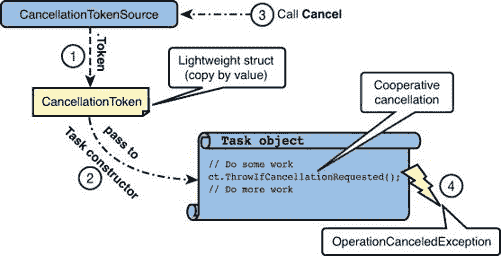 CancellationTokenSource
3
Call Cancel
1
.Token
Lightweight struct
(copy by value)
CancellationToken
Cooperative
cancellation
pass to
Task constructor
2
Task object
// Do some work
ct.ThrowIfCancellationRequested();
// Do more work
4
OperationCanceledException